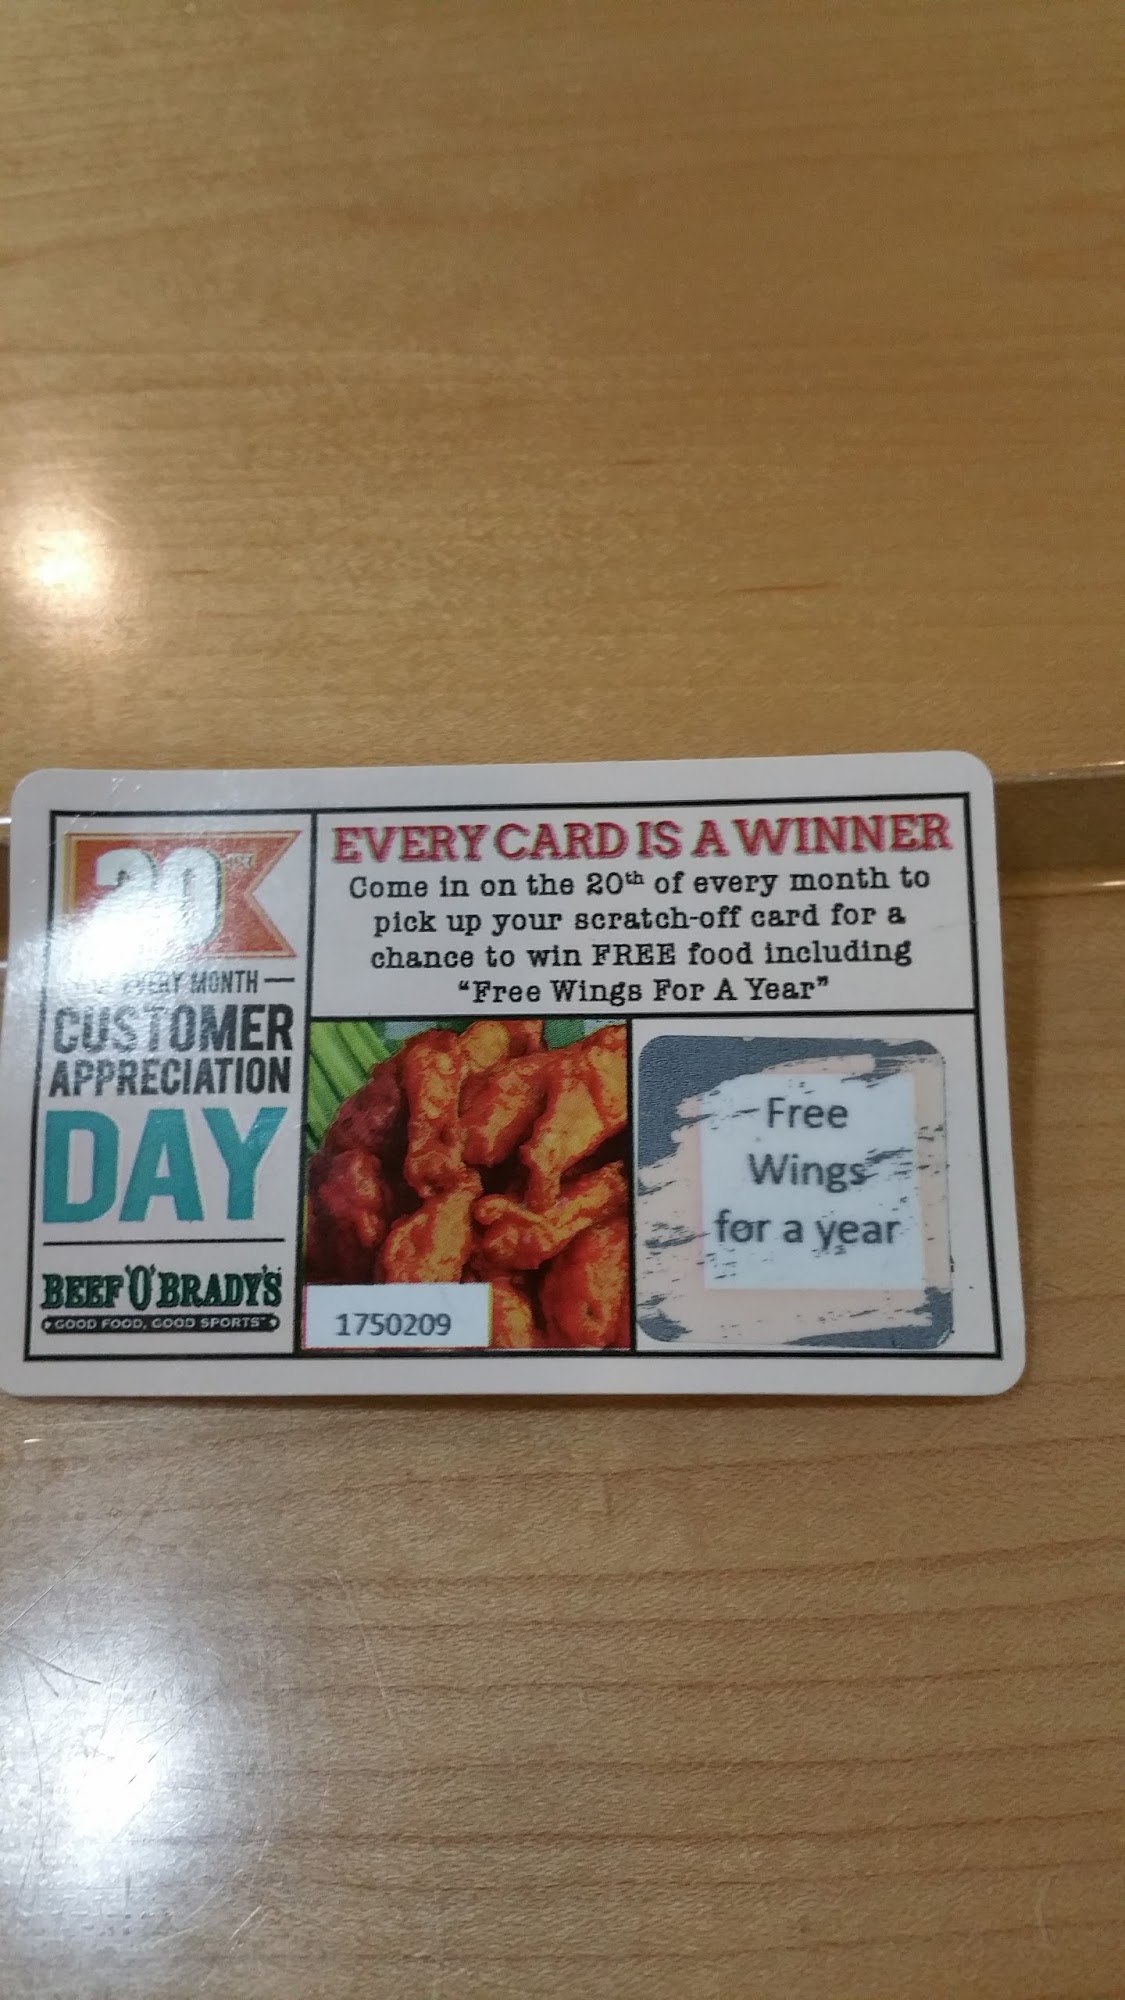 20
EVERY MONTH
CUSTOMER
APPRECIATION
DAY
BEEF 'O' BRADY'S
GOOD FOOD, GOOD SPORTS
EVERY CARD IS A WINNER
Come in on the 20th of every month to
pick up your scratch-off card for a
chance to win FREE food including
“Free Wings For A Year”
1750209
Free
Wings
for a year